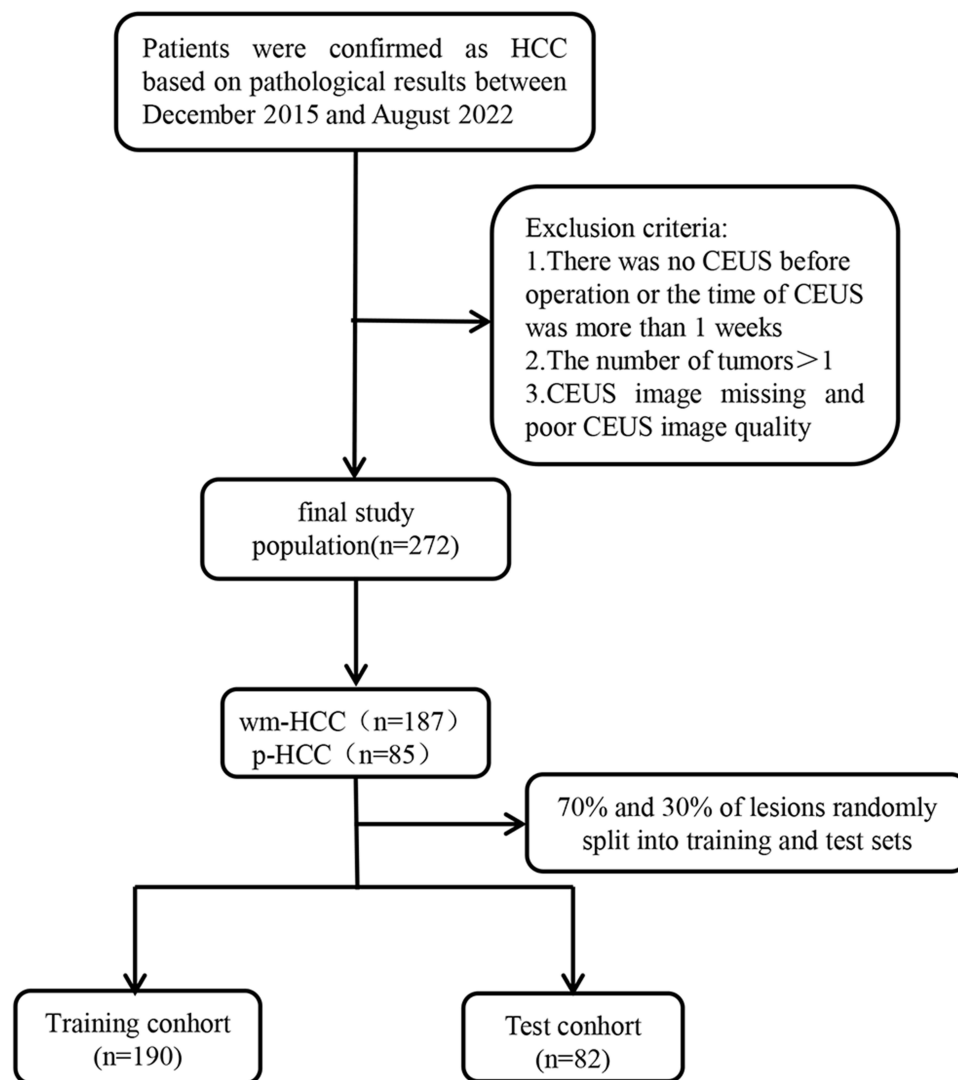 Patients were confirmed as HCC
based on pathological results between
December 2015 and August 2022
Exclusion criteria:
1.There was no CEUS before
operation or the time of CEUS
was more than 1 weeks
2.The number of tumors＞1
3.CEUS image missing and
poor CEUS image quality
final study
population(n=272)
wm-HCC（n=187）
p-HCC（n=85）
70% and 30% of lesions randomly
split into training and test sets
Training conhort
(n=190)
Test conhort
(n=82)